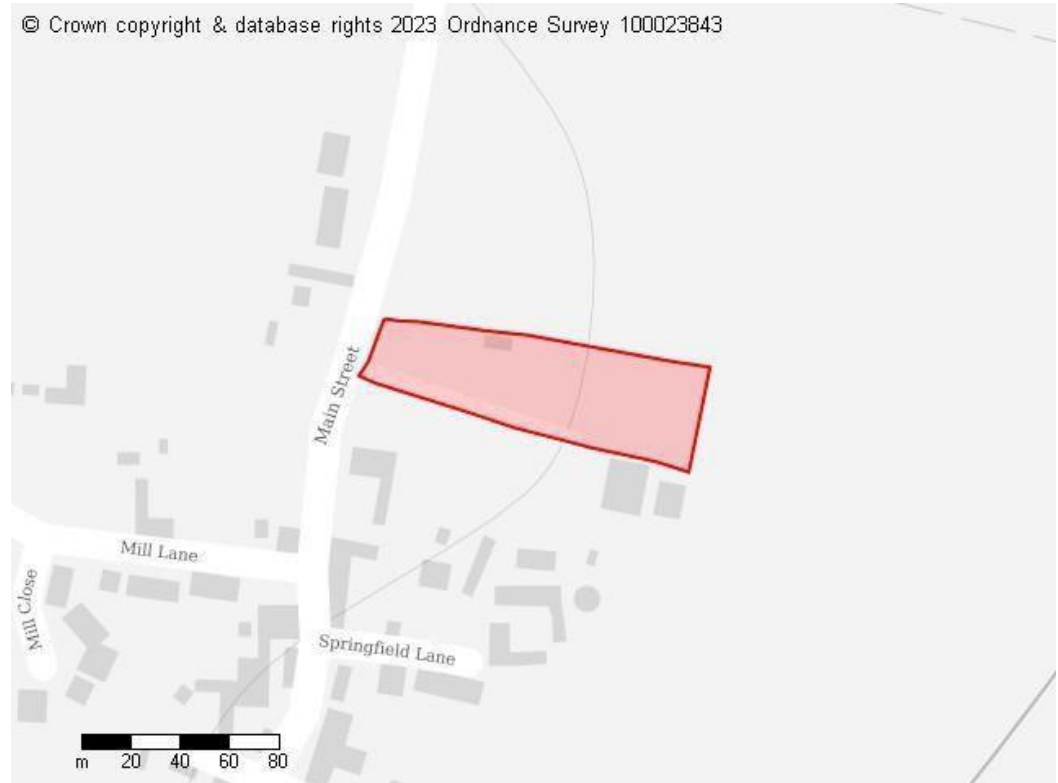 © Crown copyright & database rights 2023 Ordnance Survey 100023843
Main Street
Mill Lane
Mill Close
Springfield Lane
m 20 40 60 80